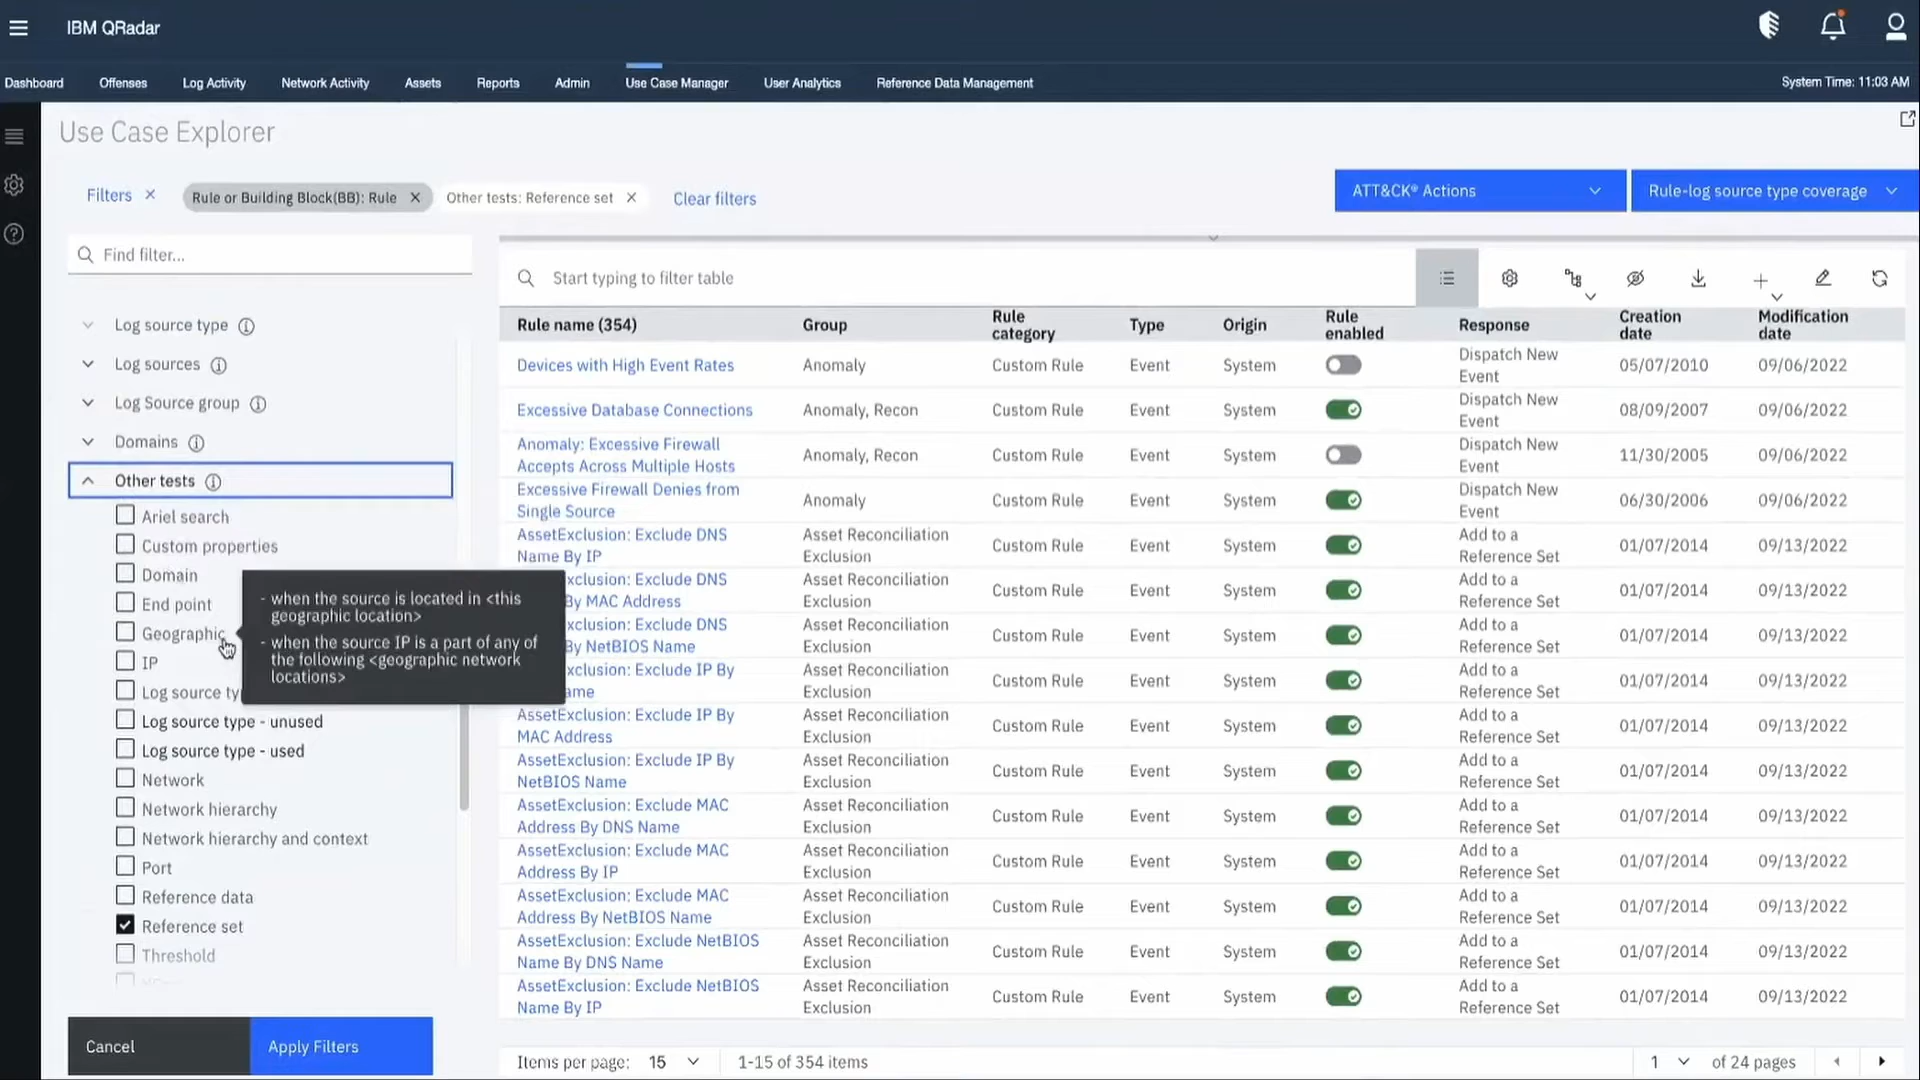 IBM QRadar
Dashboard
Offenses
Log Activity
Network Activity
Assets
Reports
Admin
Use Case Manager
User Analytics
Reference Data Management
System Time: 11:03 AM
Use Case Explorer
Filters
Rule or Building Block(BB): Rule
Other tests: Reference set
Clear filters
ATT&CK® Actions
Rule-log source type coverage
Find filter...
Log source type
Log sources
Log Source group
Domains
Other tests
Ariel search
Custom properties
Domain
End point
Geographic
IP
Log source ty
Log source type - unused
Log source type - used
Network
Network hierarchy
Network hierarchy and context
Port
Reference data
Reference set
Threshold
- when the source is located in <this
geographic location>
- when the source IP is a part of any of
the following <geographic network
locations>
Cancel
Apply Filters
Start typing to filter table
Rule name (354)
Group
Rule
category
Type
Origin
Rule
enabled
Response
Creation
date
Modification
date
Devices with High Event Rates
Anomaly
Custom Rule
Event
System
Dispatch New
Event
05/07/2010
09/06/2022
Excessive Database Connections
Anomaly, Recon
Custom Rule
Event
System
Dispatch New
Event
08/09/2007
09/06/2022
Anomaly: Excessive Firewall
Accepts Across Multiple Hosts
Anomaly, Recon
Custom Rule
Event
System
Dispatch New
Event
11/30/2005
09/06/2022
Excessive Firewall Denies from
Single Source
Anomaly
Custom Rule
Event
System
Dispatch New
Event
06/30/2006
09/06/2022
AssetExclusion: Exclude DNS
Name By IP
Asset Reconciliation
Exclusion
Custom Rule
Event
System
Add to a
Reference Set
01/07/2014
09/13/2022
xclusion: Exclude DNS
By MAC Address
Asset Reconciliation
Exclusion
Custom Rule
Event
System
Add to a
Reference Set
01/07/2014
09/13/2022
xclusion: Exclude DNS
By NetBIOS Name
Asset Reconciliation
Exclusion
Custom Rule
Event
System
Add to a
Reference Set
01/07/2014
09/13/2022
xclusion: Exclude IP By
ame
Asset Reconciliation
Exclusion
Custom Rule
Event
System
Add to a
Reference Set
01/07/2014
09/13/2022
AssetExclusion: Exclude IP By
MAC Address
Asset Reconciliation
Exclusion
Custom Rule
Event
System
Add to a
Reference Set
01/07/2014
09/13/2022
AssetExclusion: Exclude IP By
NetBIOS Name
Asset Reconciliation
Exclusion
Custom Rule
Event
System
Add to a
Reference Set
01/07/2014
09/13/2022
AssetExclusion: Exclude MAC
Address By DNS Name
Asset Reconciliation
Exclusion
Custom Rule
Event
System
Add to a
Reference Set
01/07/2014
09/13/2022
AssetExclusion: Exclude MAC
Address By IP
Asset Reconciliation
Exclusion
Custom Rule
Event
System
Add to a
Reference Set
01/07/2014
09/13/2022
AssetExclusion: Exclude MAC
Address By NetBIOS Name
Asset Reconciliation
Exclusion
Custom Rule
Event
System
Add to a
Reference Set
01/07/2014
09/13/2022
AssetExclusion: Exclude NetBIOS
Name By DNS Name
Asset Reconciliation
Exclusion
Custom Rule
Event
System
Add to a
Reference Set
01/07/2014
09/13/2022
AssetExclusion: Exclude NetBIOS
Name By IP
Asset Reconciliation
Exclusion
Custom Rule
Event
System
Add to a
Reference Set
01/07/2014
09/13/2022
Items per page: 15
1-15 of 354 items
1
of 24 pages